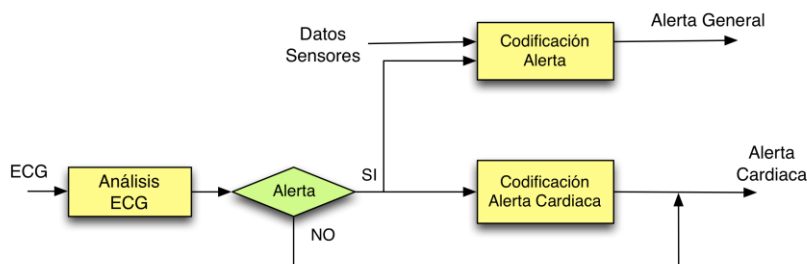 Datos
Sensores
Codificación
Alerta
Alerta General
ECG
Análisis
ECG
Alerta
SI
NO
Codificación
Alerta Cardiaca
Alerta
Cardiaca